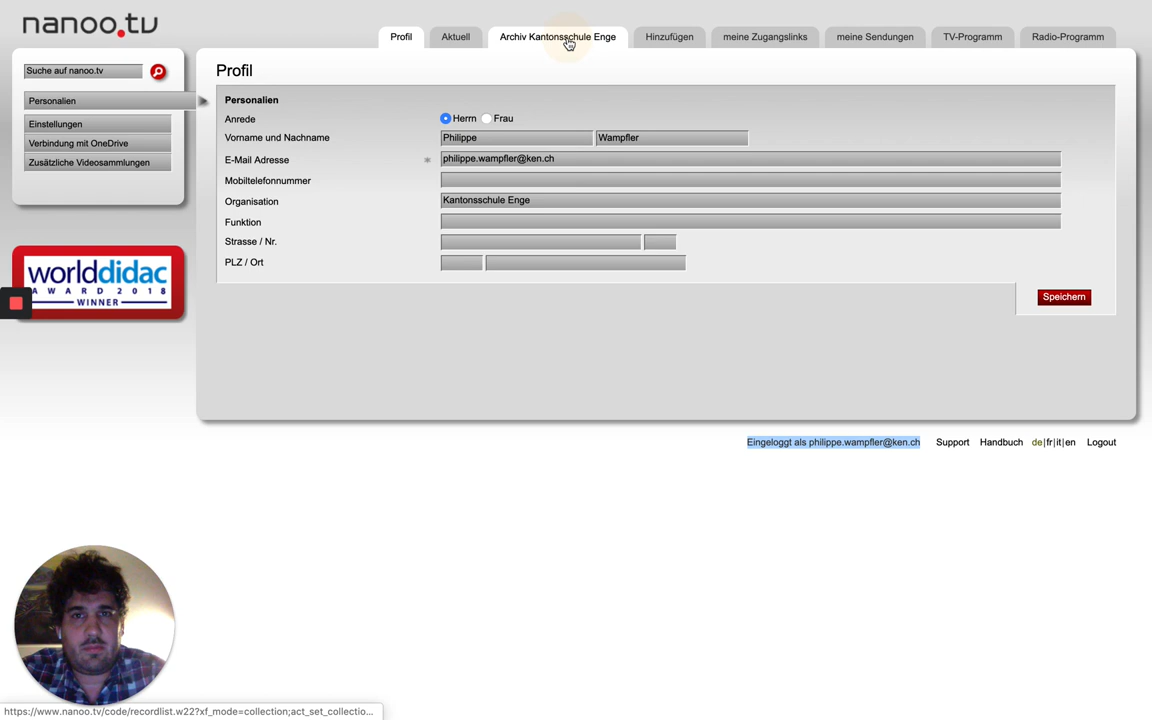 nanoo.tv
Profil
Aktuell
Archiv Kantonsschule Enge
Hinzufügen
meine Zugangslinks
meine Sendungen
TV-Programm
Radio-Programm
Suche auf nanoo.tv
Personalien
Einstellungen
Verbindung mit OneDrive
Zusätzliche Videosammlungen
worlddidac
AWARD 2018
WINNER
Profil
Personalien
Anrede Herrn Frau
Vorname und Nachname Philippe Wampfler
E-Mail Adresse philippe.wampfler@ken.ch
Mobiltelefonnummer
Organisation Kantonsschule Enge
Funktion
Strasse / Nr.
PLZ / Ort
Speichern
Eingeloggt als philippe.wampfler@ken.ch Support Handbuch de|fr|it|en Logout
https://www.nanoo.tv/code/recordlist.w22?xf_mode=collection;act_set_collectio...